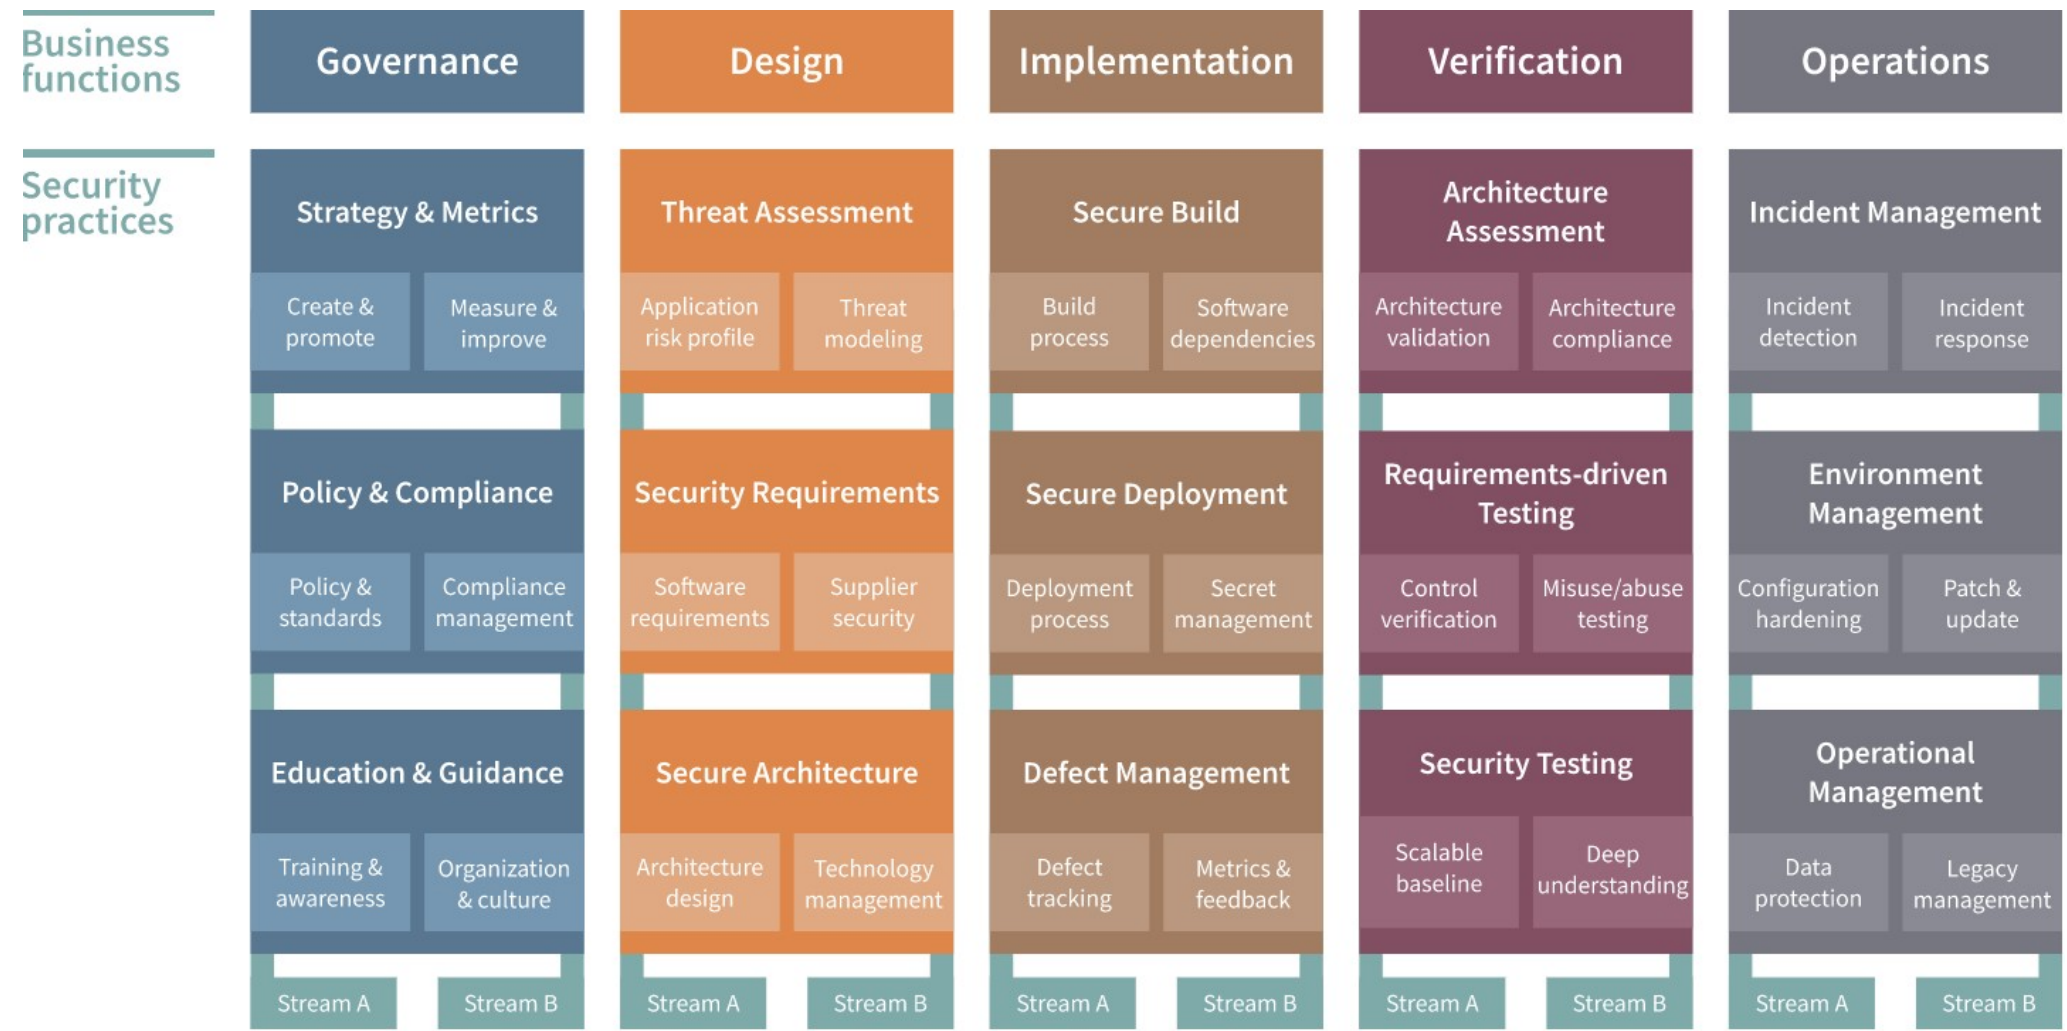 Business
functions
Governance
Design
Implementation
Verification
Operations
Security
practices
Strategy & Metrics
Create &
promote
Measure &
improve
Threat Assessment
Application
risk profile
Threat
modeling
Secure Build
Build
process
Software
dependencies
Architecture
Assessment
Architecture
validation
Architecture
compliance
Incident Management
Incident
detection
Incident
response
Policy & Compliance
Policy &
standards
Compliance
management
Security Requirements
Software
requirements
Supplier
security
Secure Deployment
Deployment
process
Secret
management
Requirements-driven
Testing
Control
verification
Misuse/abuse
testing
Environment
Management
Configuration
hardening
Patch &
update
Education & Guidance
Training &
awareness
Organization
& culture
Secure Architecture
Architecture
design
Technology
management
Defect Management
Defect
tracking
Metrics &
feedback
Security Testing
Scalable
baseline
Deep
understanding
Operational
Management
Data
protection
Legacy
management
Stream A
Stream B
Stream A
Stream B
Stream A
Stream B
Stream A
Stream B
Stream A
Stream B